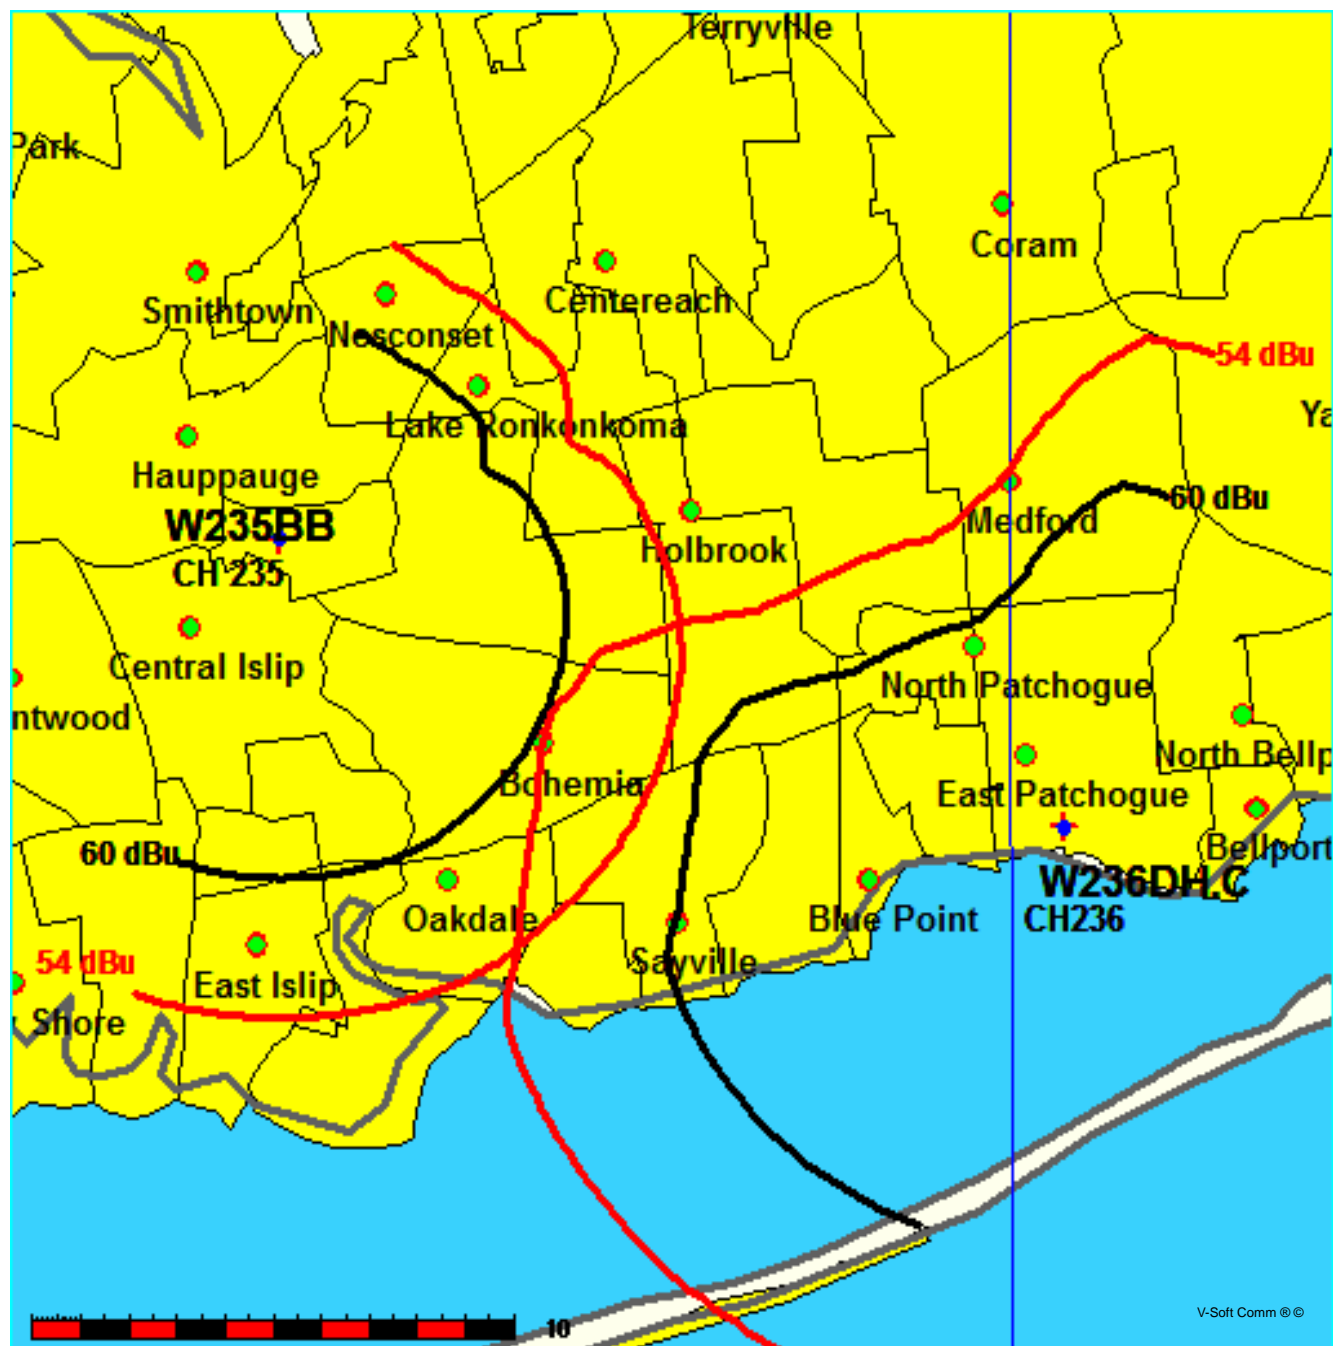 Terryville
Park
Coram
Smithtown
Centereach
Nesconset
54 dBu
Lake Ronkonkoma
Ya
Hauppauge
60 dBu
W235BB
Medford
Holbrook
CH 235
Central Islip
North Patchogue
ntwood
North Bellp
Bohemia
East Patchogue
60 dBu
Bellport
W236DH.C
Oakdale
Sayville
Blue Point
CH236
54 dBu
East Islip
Shore
V-Soft Comm ® ©
10